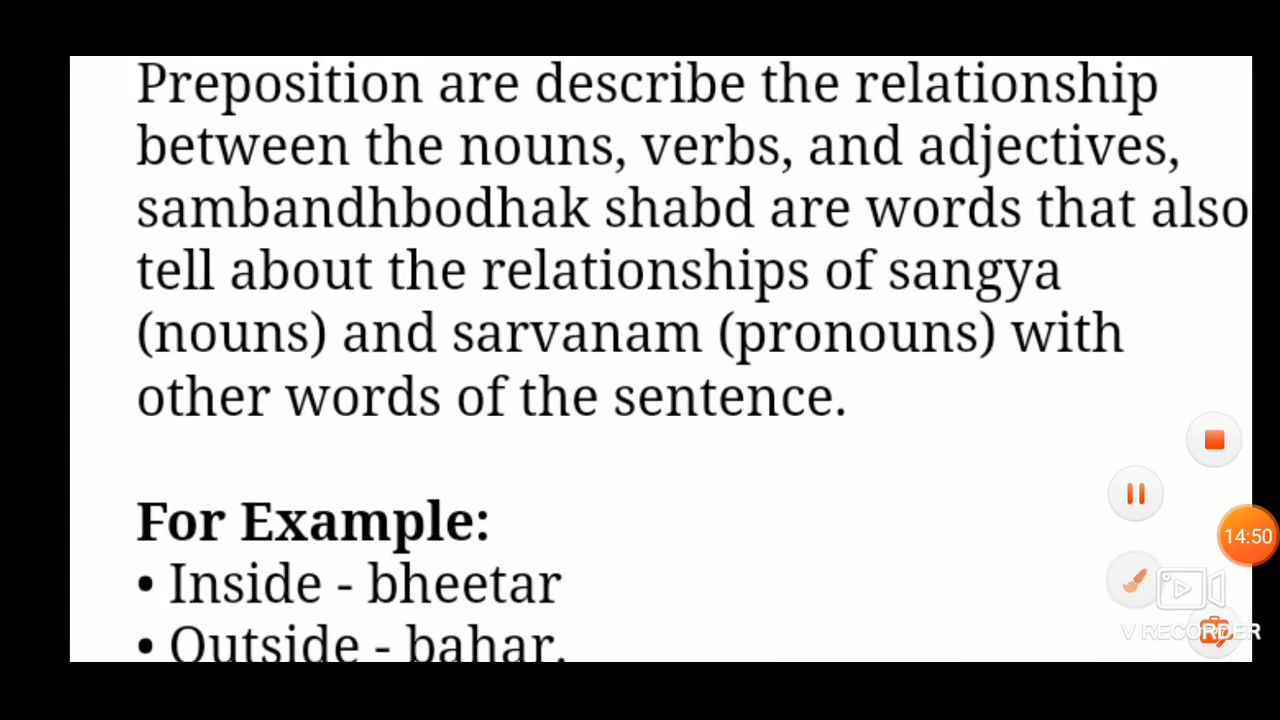 Preposition are describe the relationship
between the nouns, verbs, and adjectives,
sambandhbodhak shabd are words that also
tell about the relationships of sangya
(nouns) and sarvanam (pronouns) with
other words of the sentence.
For Example:
• Inside - bheetar
• Outside - bahar.
14:50
V RECORDER